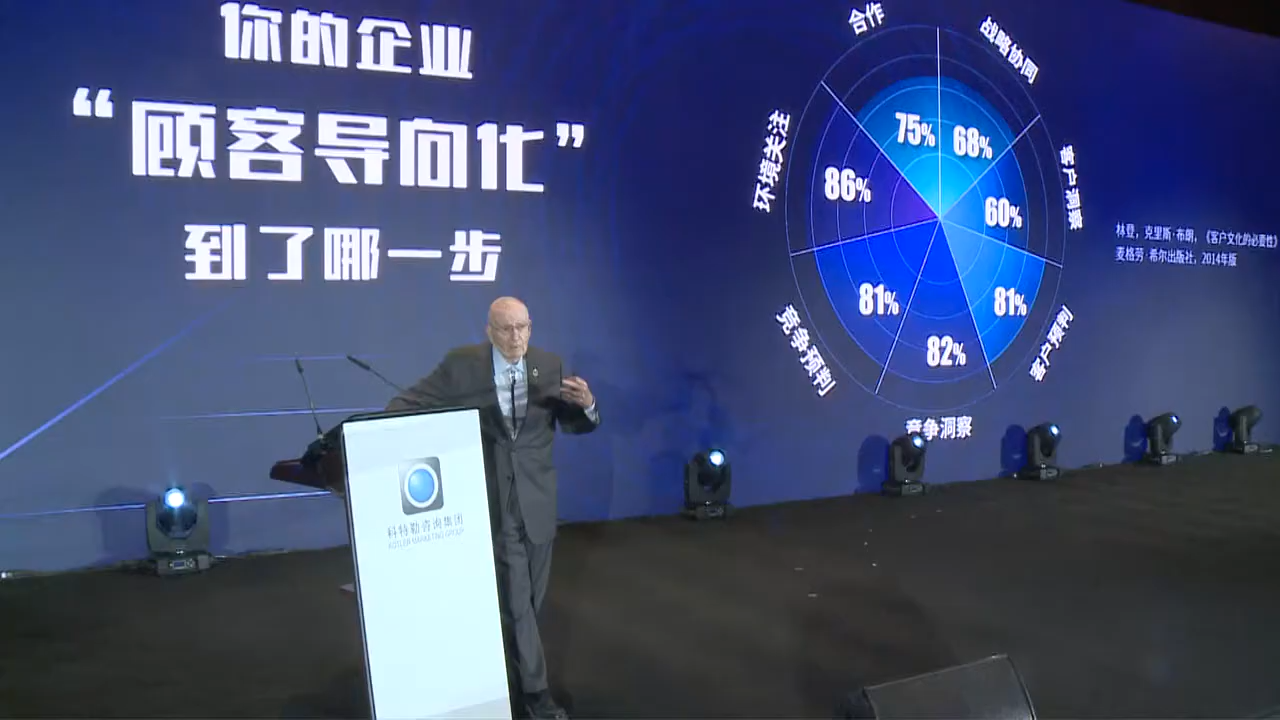 你的企业
“顾客导向化”
到了哪一步
合作
战略协同
环境关注
客户洞察
75%
68%
86%
60%
81%
81%
82%
竞争预判
客户预判
竞争洞察
林登，克里斯·布朗，《客户文化的必要性》
麦格劳·希尔出版社，2014年版
科特勒咨询集团
KOTLER MARKETING GROUP